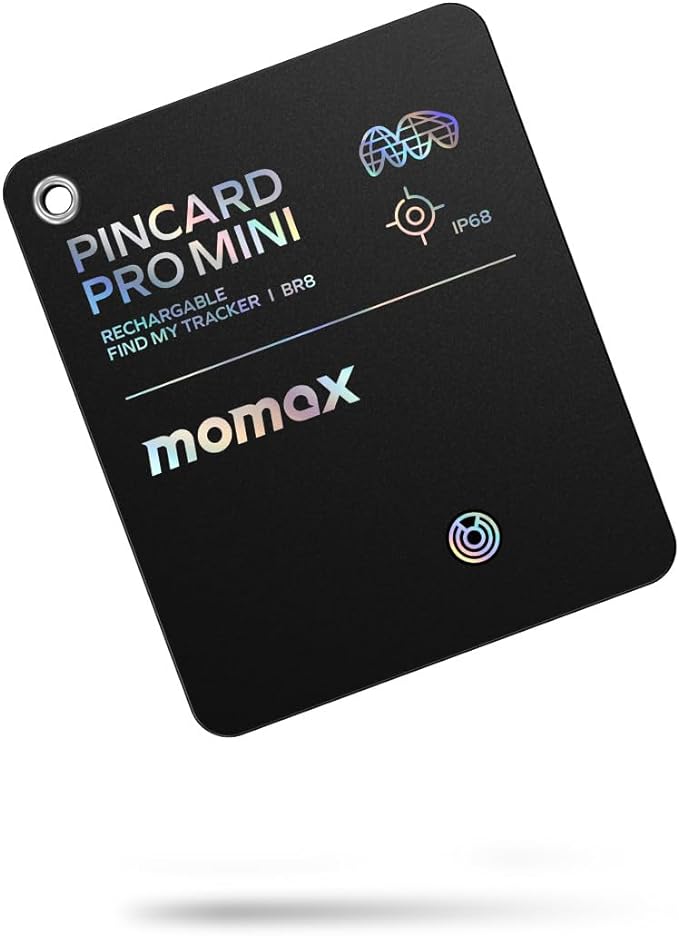 PINCARD
PRO MINI
RECHARGABLE
FIND MY TRACKER | BR8
IP68
momax